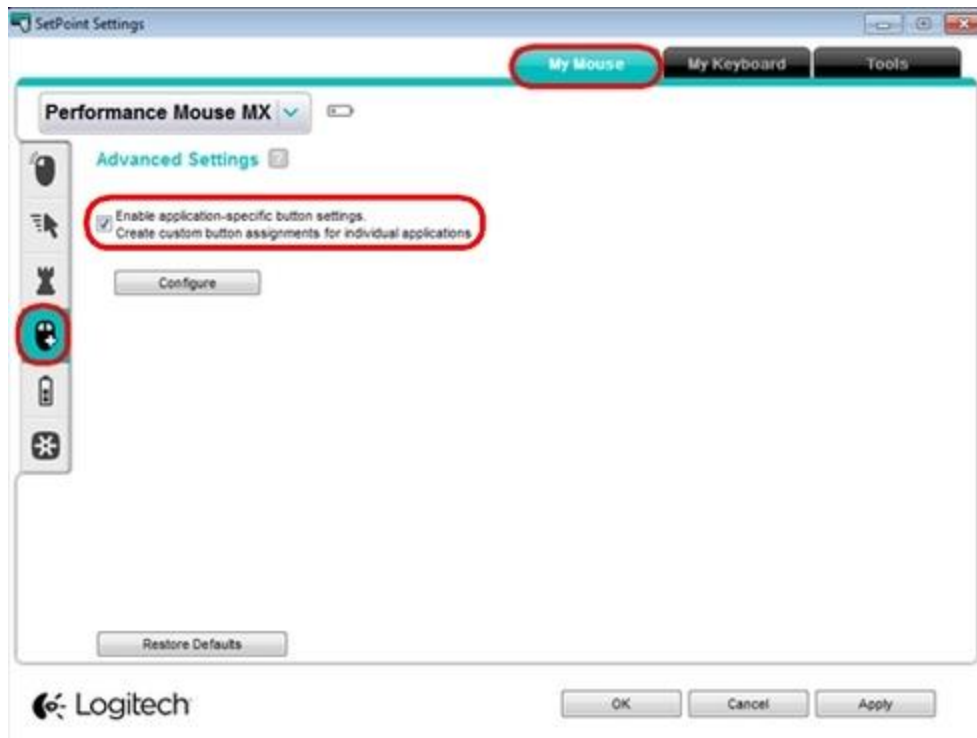 SetPoint Settings
My Mouse
My Keyboard
Tools
Performance Mouse MX
Advanced Settings
Enable application-specific button settings.
Create custom button assignments for individual applications
Configure
Restore Defaults
Logitech
OK
Cancel
Apply